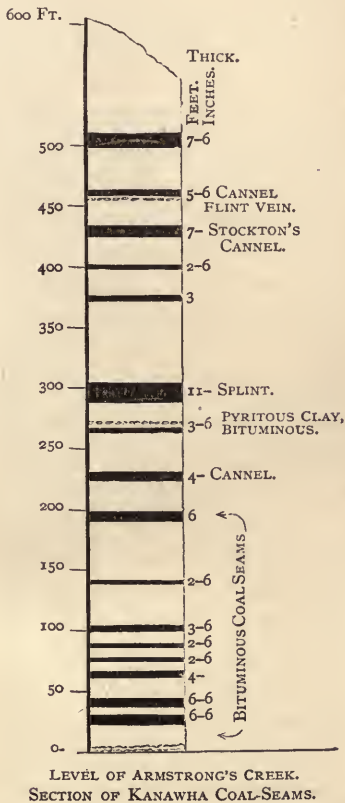 600 FT.
THICK.
FEET.
INCHES.
500
7-6
5-6 CANNEL
FLINT VEIN.
450
7- STOCKTON'S
CANNEL.
400
2-6
3
350
300
11- SPLINT.
3-6 PYRITOUS CLAY,
BITUMINOUS.
250
4- CANNEL.
200
6
BITUMINOUS COAL SEAMS
150
2-6
100
3-6
2-6
2-6
4-
50
6-6
6-6
0-
LEVEL OF ARMSTRONG'S CREEK.
SECTION OF KANAWHA COAL-SEAMS.